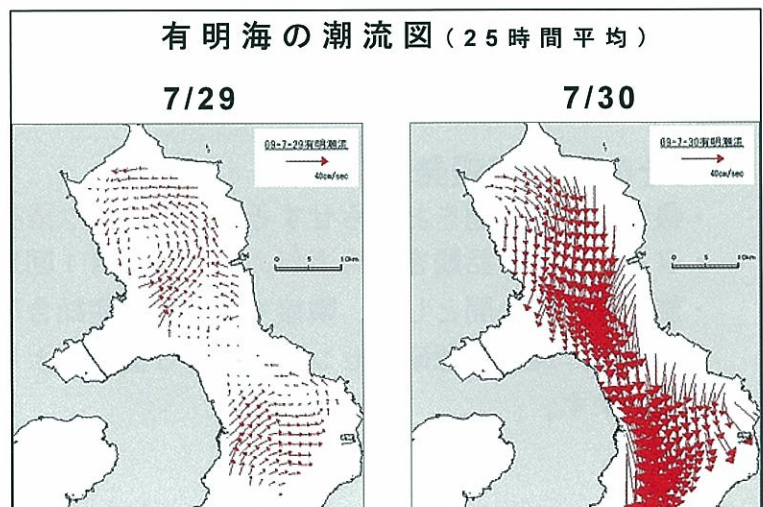 有明海の潮流図(25時間平均)
7/29
7/30
09-7-29有明潮流
40cm/sec
0 5 10km
09-7-30有明潮流
40cm/sec
0 5 10km